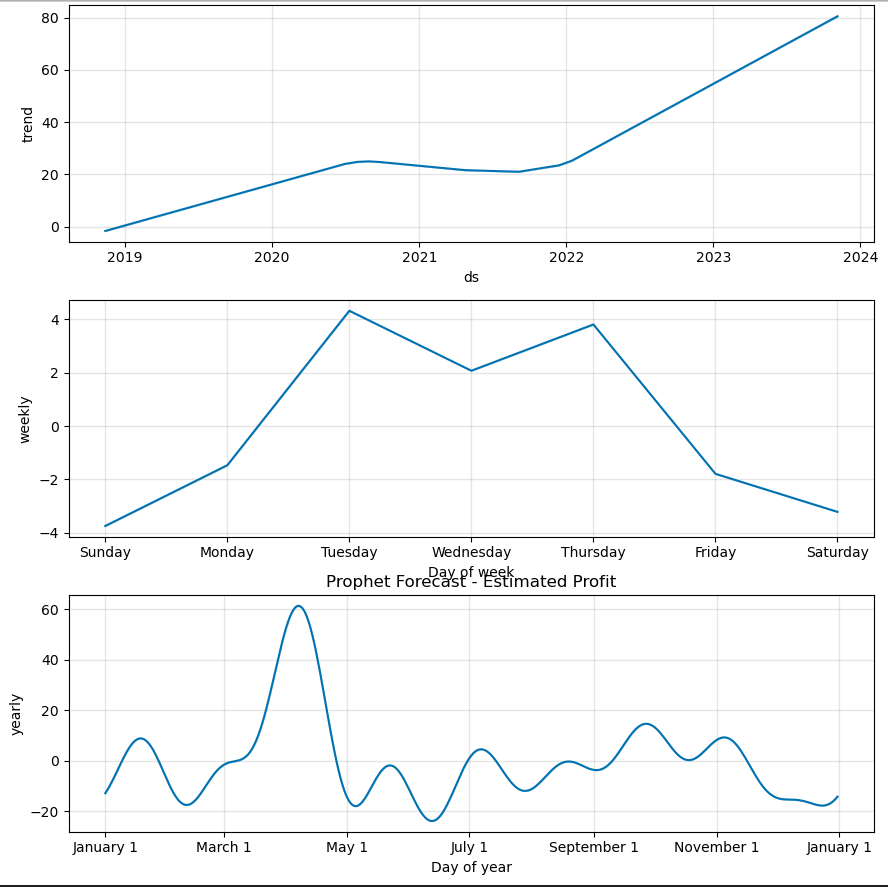 80
60
40
20
0
trend
2019 2020 2021 2022 2023 2024
ds
4
2
0
−2
−4
weekly
Sunday Monday Tuesday Wednesday Thursday Friday Saturday
Day of week
Prophet Forecast - Estimated Profit
60
40
20
0
−20
yearly
January 1 March 1 May 1 July 1 September 1 November 1 January 1
Day of year